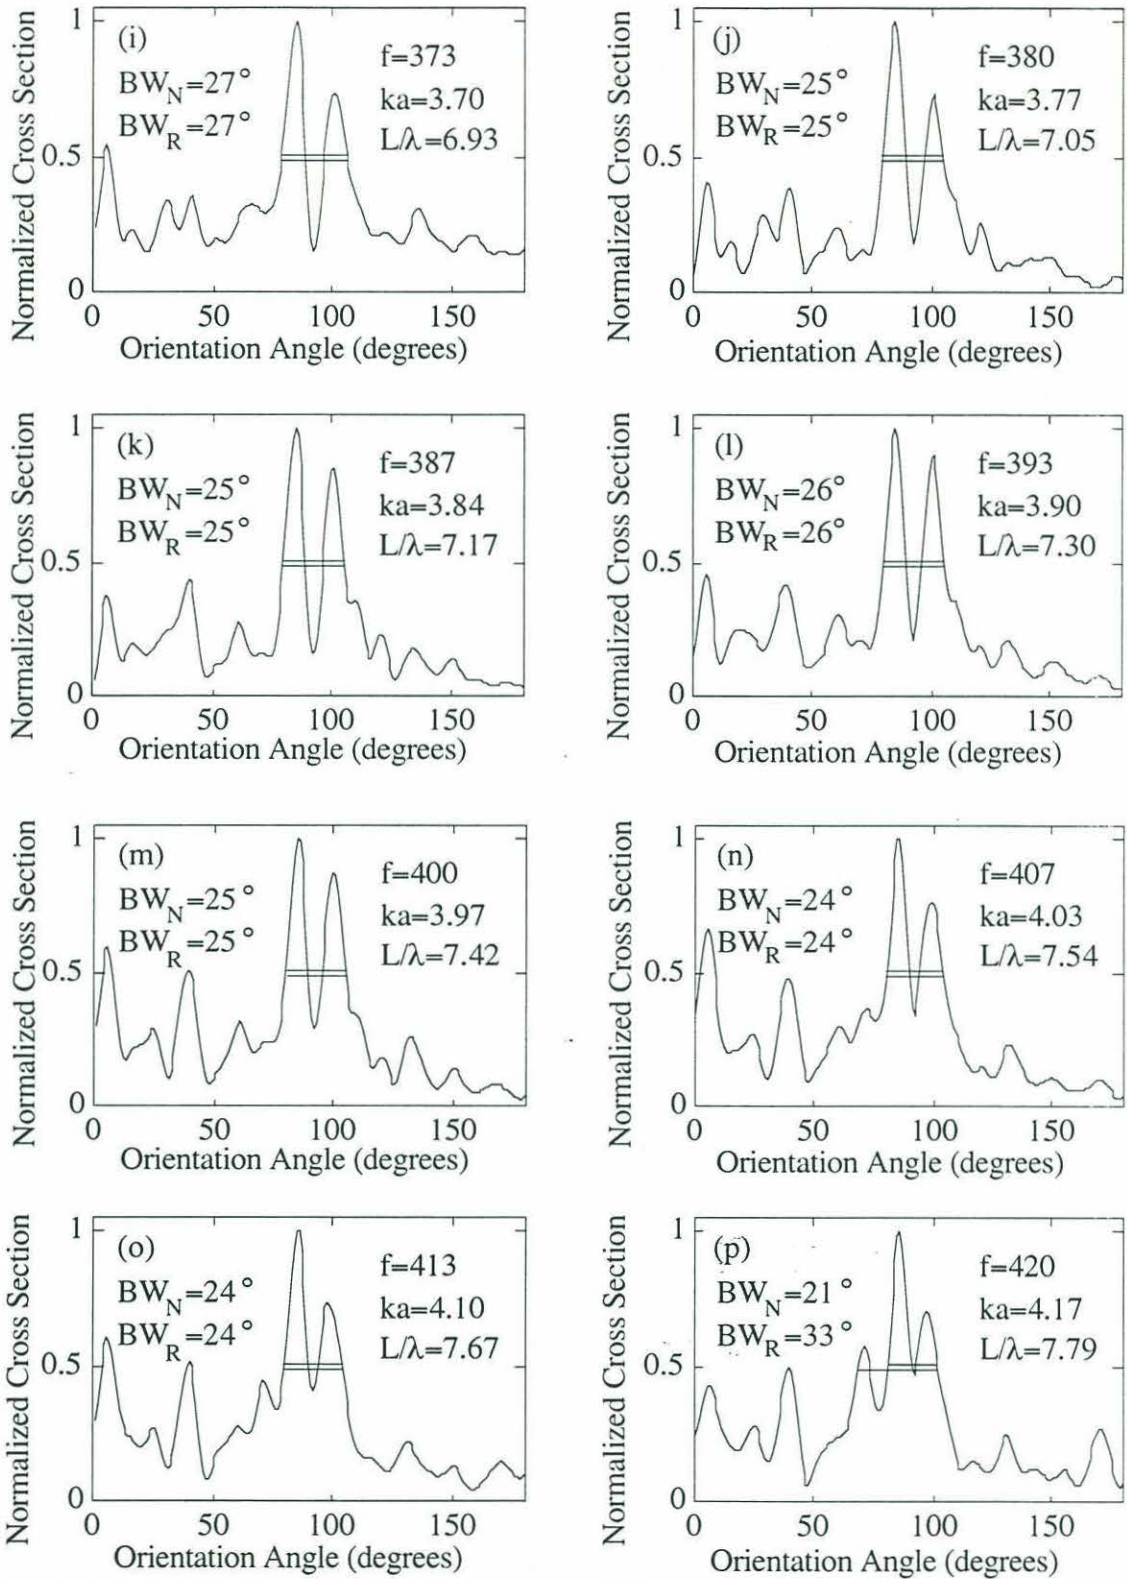 (i)
BW_N=27°
BW_R=27°
f=373
ka=3.70
L/λ=6.93
Normalized Cross Section
1
0.5
0
0 50 100 150
Orientation Angle (degrees)
(j)
BW_N=25°
BW_R=25°
f=380
ka=3.77
L/λ=7.05
Normalized Cross Section
1
0.5
0
0 50 100 150
Orientation Angle (degrees)
(k)
BW_N=25°
BW_R=25°
f=387
ka=3.84
L/λ=7.17
Normalized Cross Section
1
0.5
0
0 50 100 150
Orientation Angle (degrees)
(l)
BW_N=26°
BW_R=26°
f=393
ka=3.90
L/λ=7.30
Normalized Cross Section
1
0.5
0
0 50 100 150
Orientation Angle (degrees)
(m)
BW_N=25°
BW_R=25°
f=400
ka=3.97
L/λ=7.42
Normalized Cross Section
1
0.5
0
0 50 100 150
Orientation Angle (degrees)
(n)
BW_N=24°
BW_R=24°
f=407
ka=4.03
L/λ=7.54
Normalized Cross Section
1
0.5
0
0 50 100 150
Orientation Angle (degrees)
(o)
BW_N=24°
BW_R=24°
f=413
ka=4.10
L/λ=7.67
Normalized Cross Section
1
0.5
0
0 50 100 150
Orientation Angle (degrees)
(p)
BW_N=21°
BW_R=33°
f=420
ka=4.17
L/λ=7.79
Normalized Cross Section
1
0.5
0
0 50 100 150
Orientation Angle (degrees)